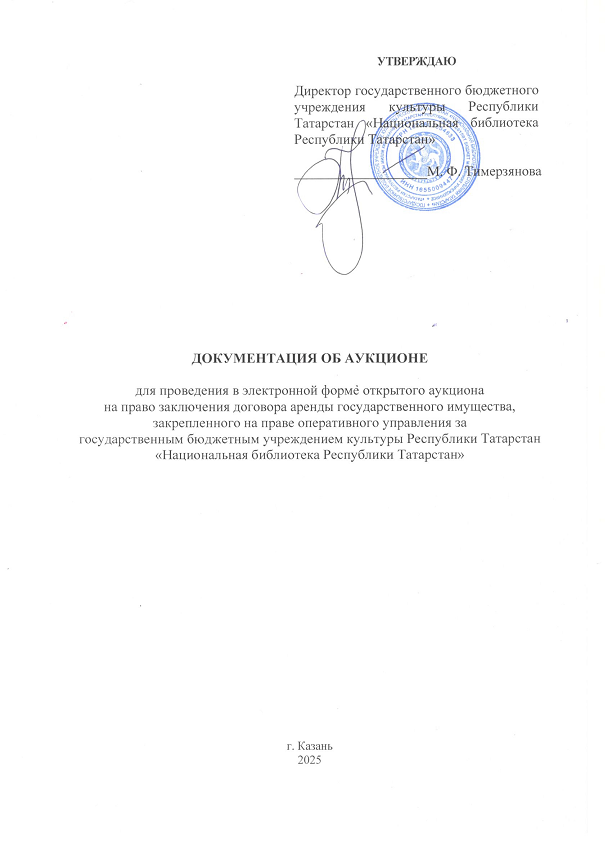 УТВЕРЖДАЮ
Директор государственного бюджетного
учреждения культуры Республики
Татарстан «Национальная библиотека
Республики Татарстан»
М. Ф. Тимерзянова
ДОКУМЕНТАЦИЯ ОБ АУКЦИОНЕ
для проведения в электронной форме открытого аукциона
на право заключения договора аренды государственного имущества,
закрепленного на праве оперативного управления за
государственным бюджетным учреждением культуры Республики Татарстан
«Национальная библиотека Республики Татарстан»
г. Казань
2025